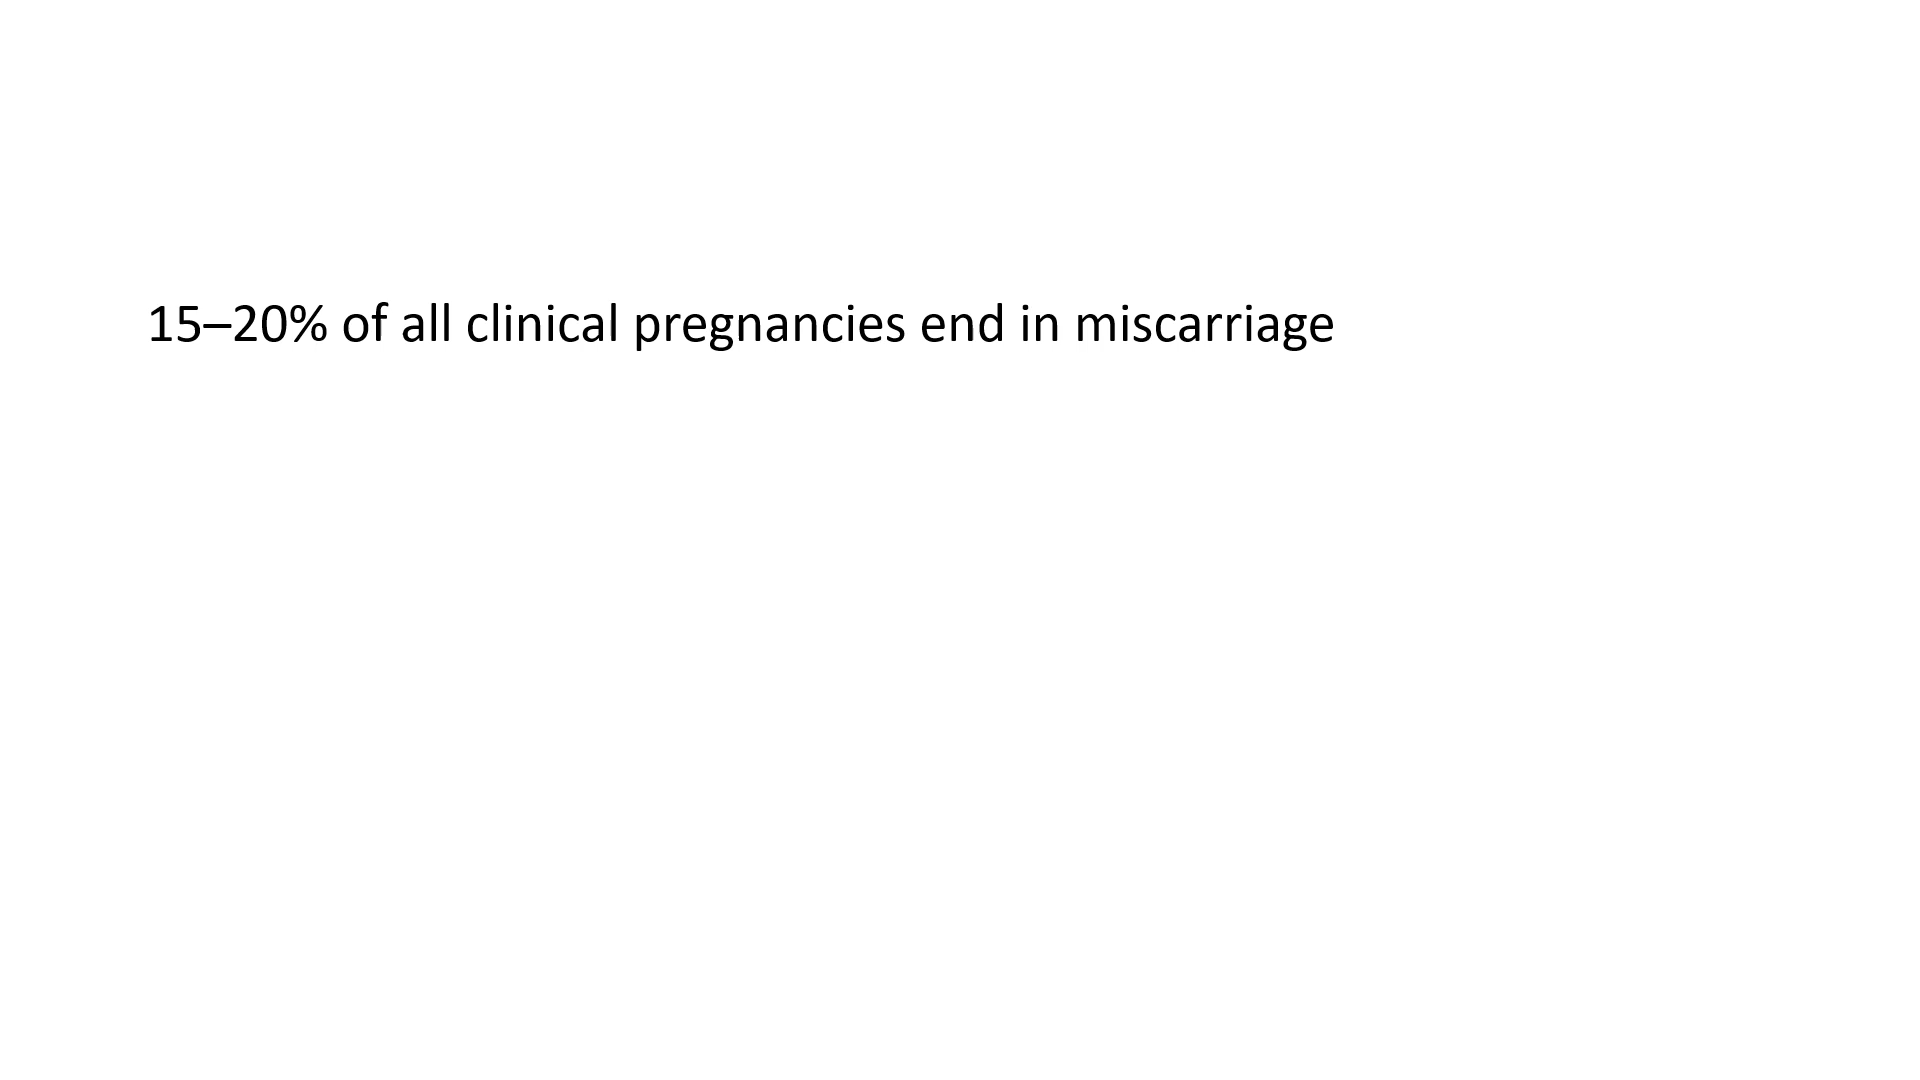 15–20% of all clinical pregnancies end in miscarriage